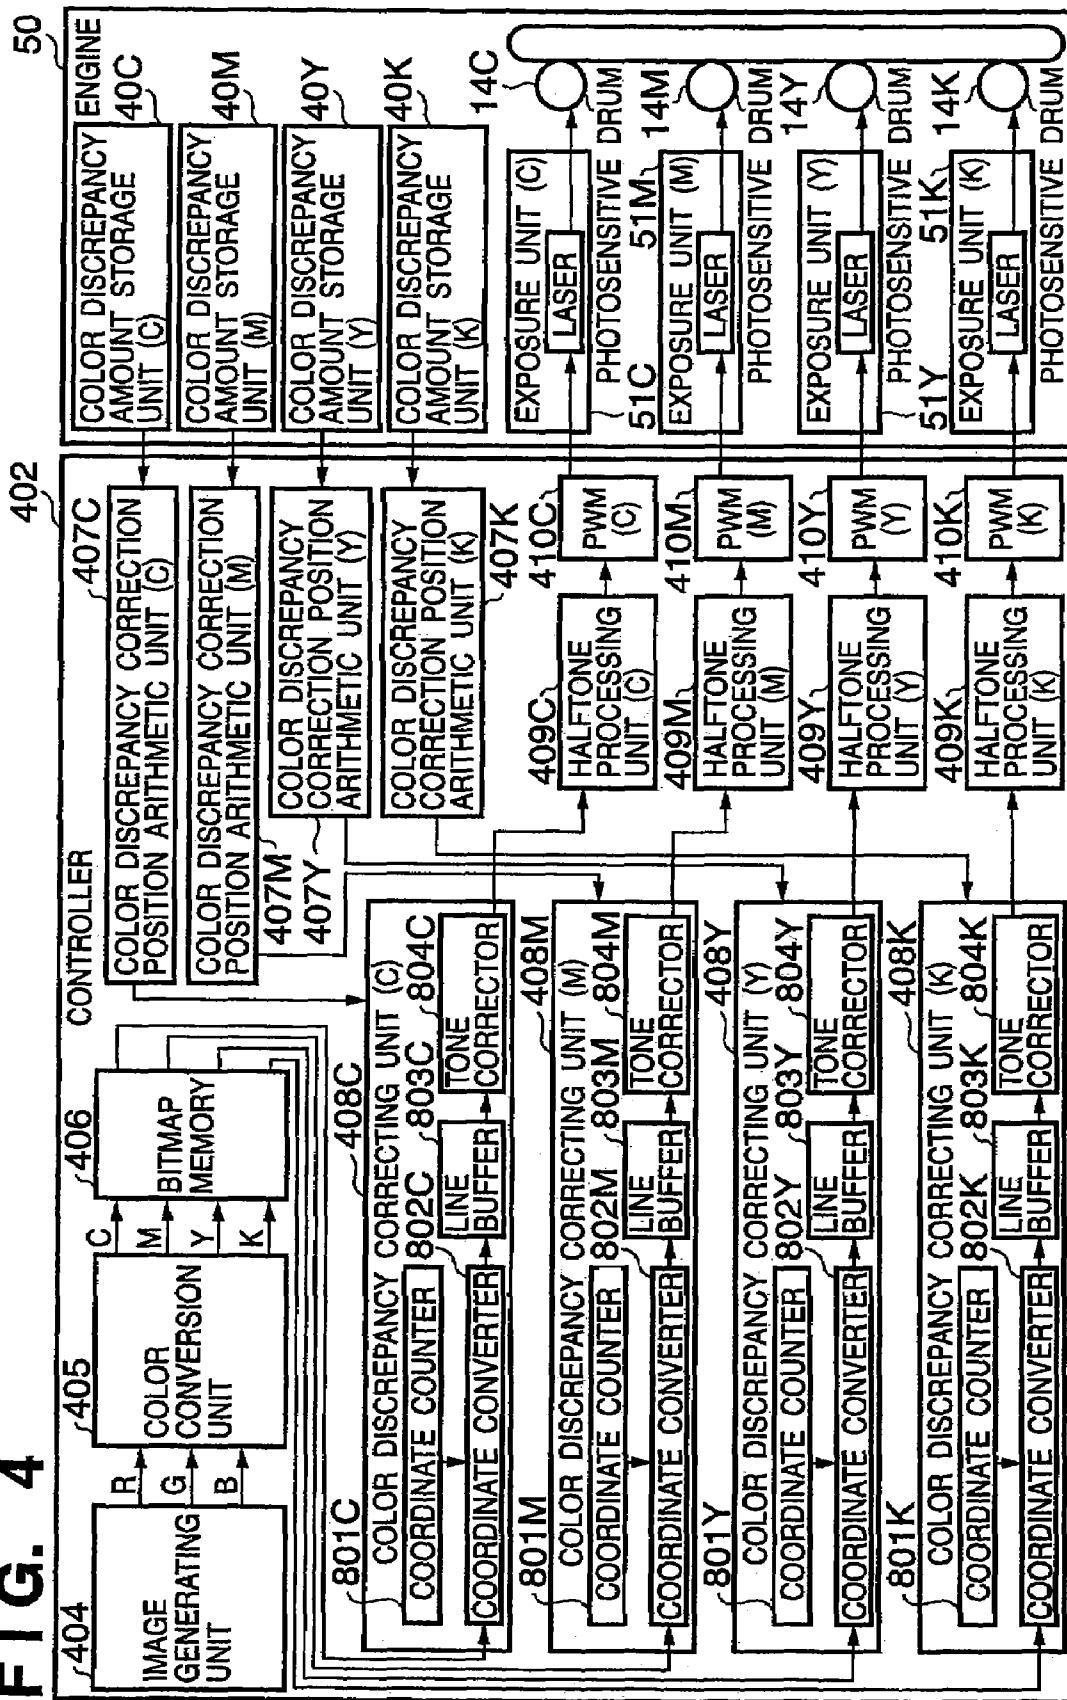 FIG. 4
402
50
CONTROLLER
ENGINE
404
IMAGE
GENERATING
UNIT
R
G
B
405
COLOR
CONVERSION
UNIT
C
M
Y
K
406
BITMAP
MEMORY
407C
COLOR DISCREPANCY CORRECTION
POSITION ARITHMETIC UNIT (C)
COLOR DISCREPANCY CORRECTION
POSITION ARITHMETIC UNIT (M)
407M
COLOR DISCREPANCY
CORRECTION POSITION
ARITHMETIC UNIT (Y)
407Y
COLOR DISCREPANCY
CORRECTION POSITION
ARITHMETIC UNIT (K)
407K
COLOR DISCREPANCY
AMOUNT STORAGE
UNIT (C)
40C
COLOR DISCREPANCY
AMOUNT STORAGE
UNIT (M)
40M
COLOR DISCREPANCY
AMOUNT STORAGE
UNIT (Y)
40Y
COLOR DISCREPANCY
AMOUNT STORAGE
UNIT (K)
40K
801C
COLOR DISCREPANCY CORRECTING UNIT (C)
408C
COORDINATE COUNTER
802C
COORDINATE CONVERTER
803C
LINE
BUFFER
804C
TONE
CORRECTOR
409C
HALFTONE
PROCESSING
UNIT (C)
410C
PWM
(C)
EXPOSURE UNIT (C)
LASER
51C
14C
PHOTOSENSITIVE DRUM
801M
COLOR DISCREPANCY CORRECTING UNIT (M)
408M
COORDINATE COUNTER
802M
COORDINATE CONVERTER
803M
LINE
BUFFER
804M
TONE
CORRECTOR
409M
HALFTONE
PROCESSING
UNIT (M)
410M
PWM
(M)
EXPOSURE UNIT (M)
LASER
51M
14M
PHOTOSENSITIVE DRUM
801Y
COLOR DISCREPANCY CORRECTING UNIT (Y)
408Y
COORDINATE COUNTER
802Y
COORDINATE CONVERTER
803Y
LINE
BUFFER
804Y
TONE
CORRECTOR
409Y
HALFTONE
PROCESSING
UNIT (Y)
410Y
PWM
(Y)
EXPOSURE UNIT (Y)
LASER
51Y
14Y
PHOTOSENSITIVE DRUM
801K
COLOR DISCREPANCY CORRECTING UNIT (K)
408K
COORDINATE COUNTER
802K
COORDINATE CONVERTER
803K
LINE
BUFFER
804K
TONE
CORRECTOR
409K
HALFTONE
PROCESSING
UNIT (K)
410K
PWM
(K)
EXPOSURE UNIT (K)
LASER
51K
14K
PHOTOSENSITIVE DRUM